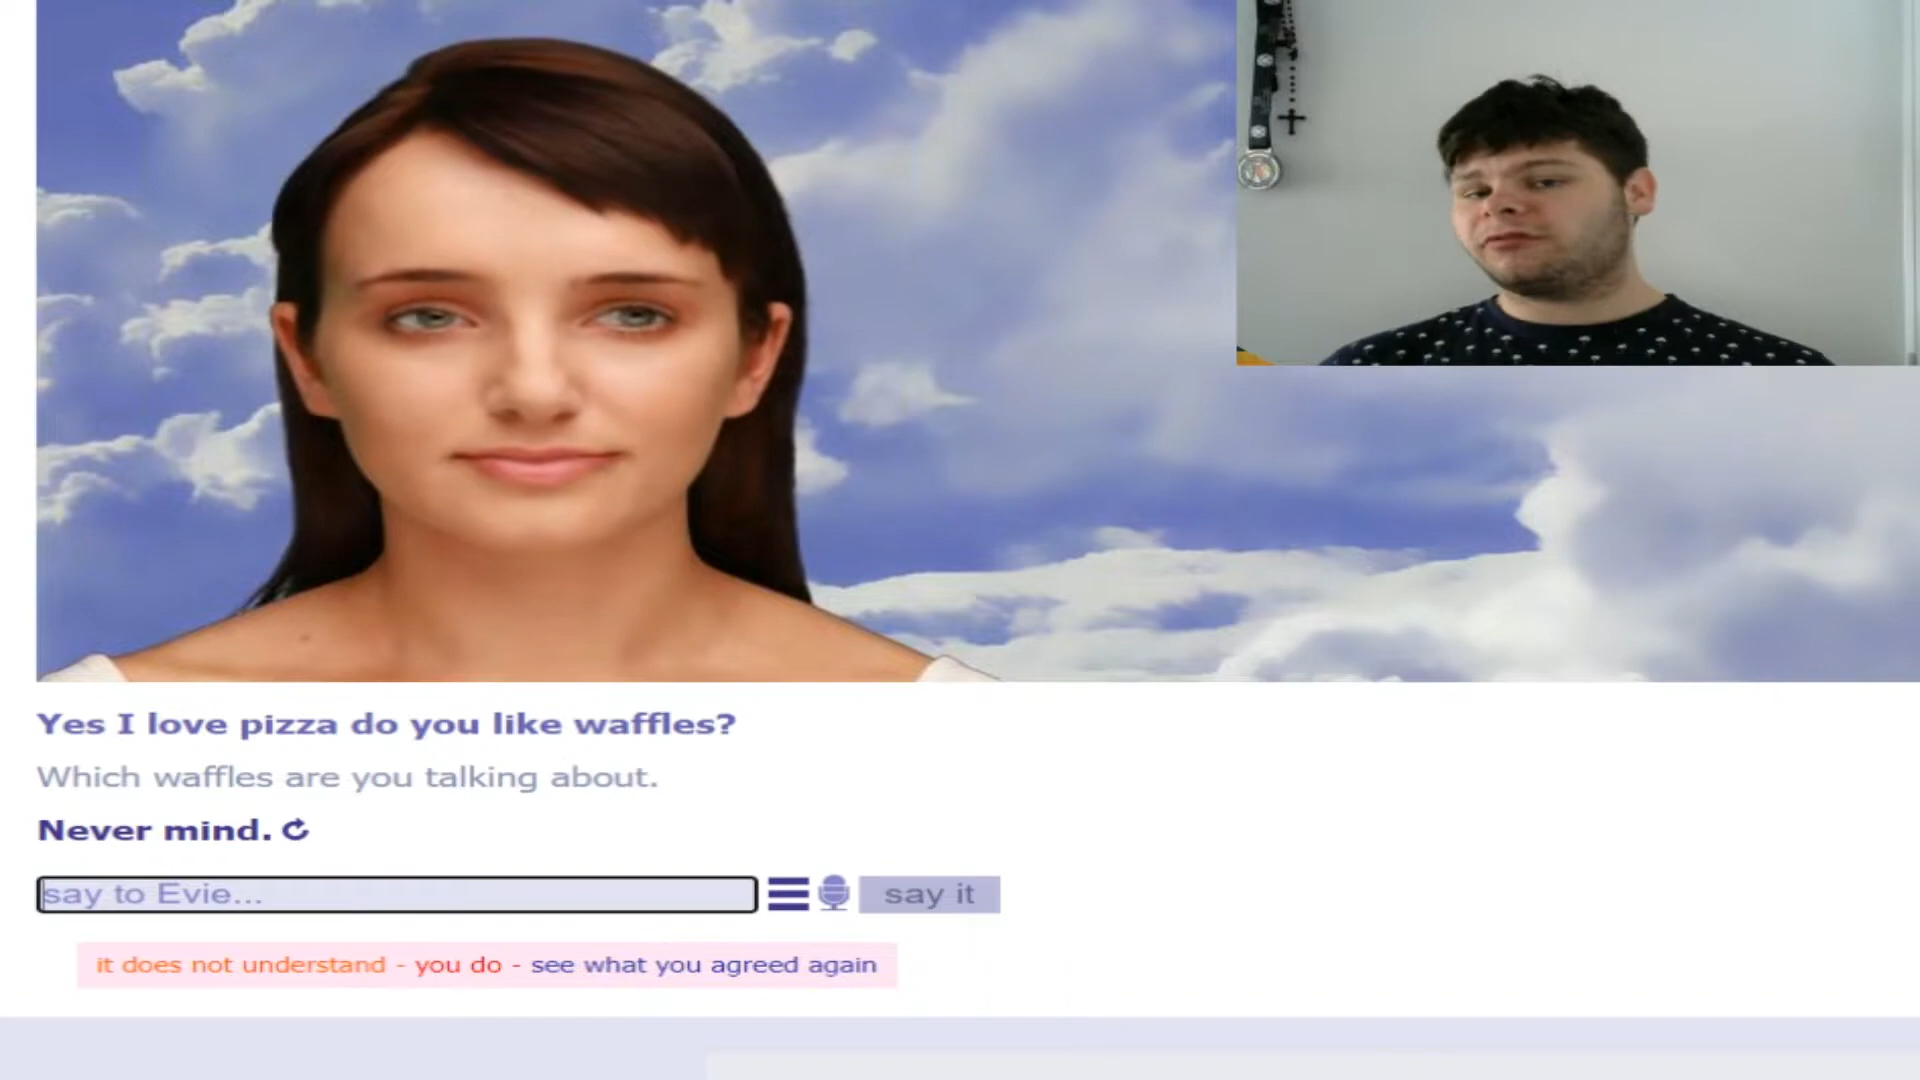 Yes I love pizza do you like waffles?
Which waffles are you talking about.
Never mind.
say to Evie...
say it
it does not understand - you do - see what you agreed again